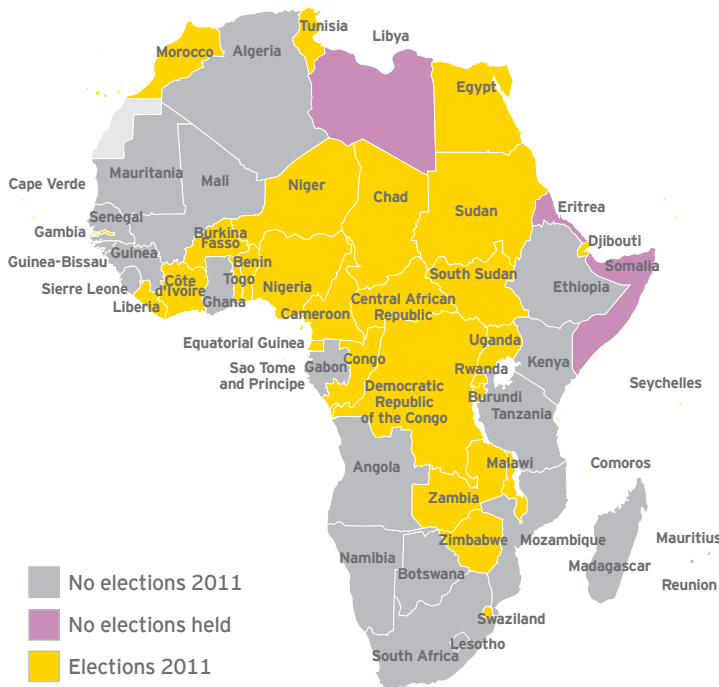 Tunisia
Libya
Morocco
Algeria
Egypt
Mauritania
Mali
Niger
Chad
Sudan
Eritrea
Cape Verde
Senegal
Gambia
Burkina
Fasso
Djibouti
Guinea
Guinea-Bissau
Benin
South Sudan
Somalia
Sierre Leone
Côte
d'Ivoire
Togo
Nigeria
Ethiopia
Liberia
Ghana
Cameroon
Central African
Republic
Equatorial Guinea
Uganda
Sao Tome
and Principe
Gabon
Congo
Kenya
Rwanda
Democratic
Republic
of the Congo
Burundi
Tanzania
Seychelles
Angola
Malawi
Comoros
Zambia
Zimbabwe
Mozambique
Mauritius
Namibia
Botswana
Madagascar
Reunion
Swaziland
Lesotho
South Africa
No elections 2011
No elections held
Elections 2011